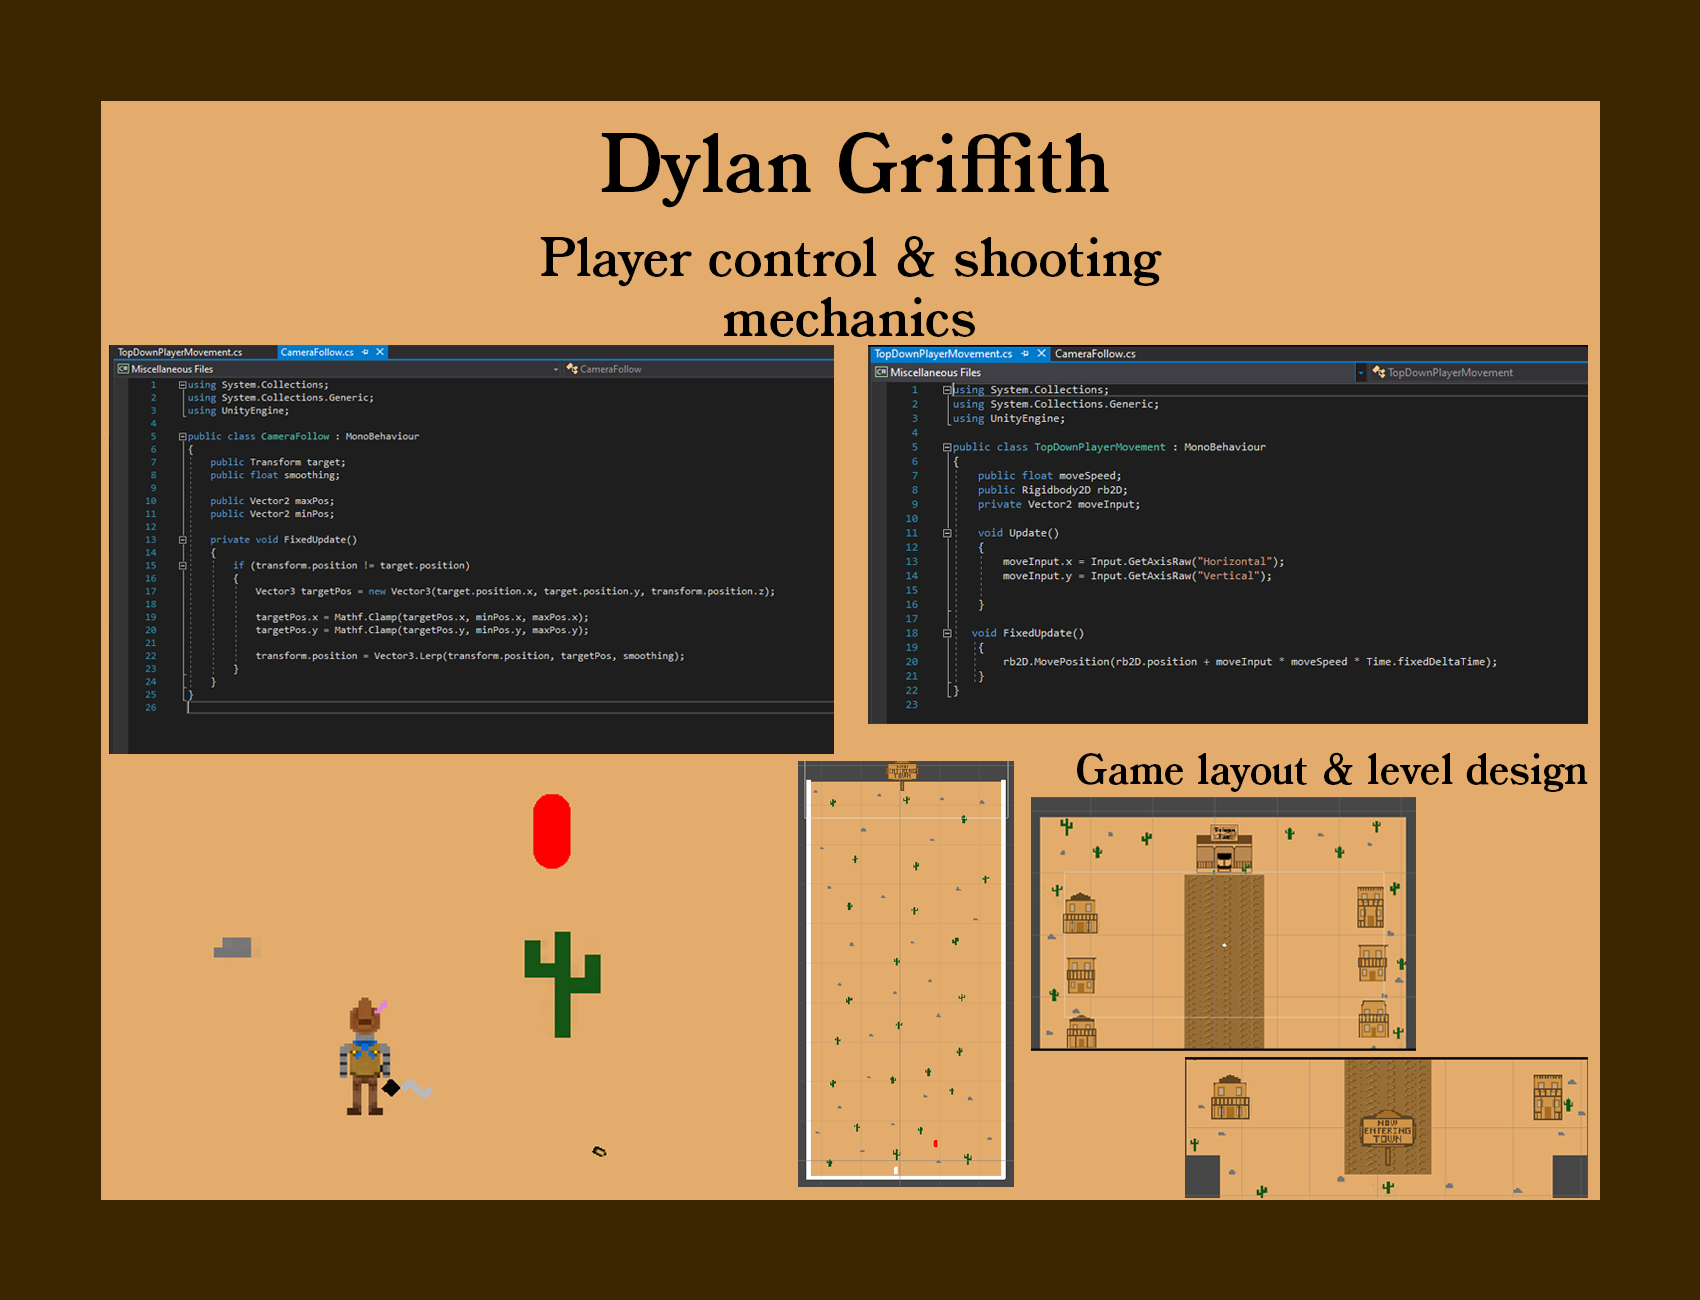 Dylan Griffith
Player control & shooting
mechanics
TopDownPlayerMovement.cs CameraFollow.cs
C# Miscellaneous Files CameraFollow
1 using System.Collections;
2 using System.Collections.Generic;
3 using UnityEngine;
4
5 public class CameraFollow : MonoBehaviour
6 {
7 public Transform target;
8 public float smoothing;
9
10 public Vector2 maxPos;
11 public Vector2 minPos;
12
13 private void FixedUpdate()
14 {
15 if (transform.position != target.position)
16 {
17 Vector3 targetPos = new Vector3(target.position.x, target.position.y, transform.position.z);
18
19 targetPos.x = Mathf.Clamp(targetPos.x, minPos.x, maxPos.x);
20 targetPos.y = Mathf.Clamp(targetPos.y, minPos.y, maxPos.y);
21
22 transform.position = Vector3.Lerp(transform.position, targetPos, smoothing);
23 }
24 }
25 }
26
TopDownPlayerMovement.cs CameraFollow.cs
C# Miscellaneous Files TopDownPlayerMovement
1 using System.Collections;
2 using System.Collections.Generic;
3 using UnityEngine;
4
5 public class TopDownPlayerMovement : MonoBehaviour
6 {
7 public float moveSpeed;
8 public Rigidbody2D rb2D;
9 private Vector2 moveInput;
10
11 void Update()
12 {
13 moveInput.x = Input.GetAxisRaw("Horizontal");
14 moveInput.y = Input.GetAxisRaw("Vertical");
15
16 }
17
18 void FixedUpdate()
19 {
20 rb2D.MovePosition(rb2D.position + moveInput * moveSpeed * Time.fixedDeltaTime);
21 }
22 }
23
Game layout & level design
ENTERING
TOWN
NOW
ENTERING
TOWN